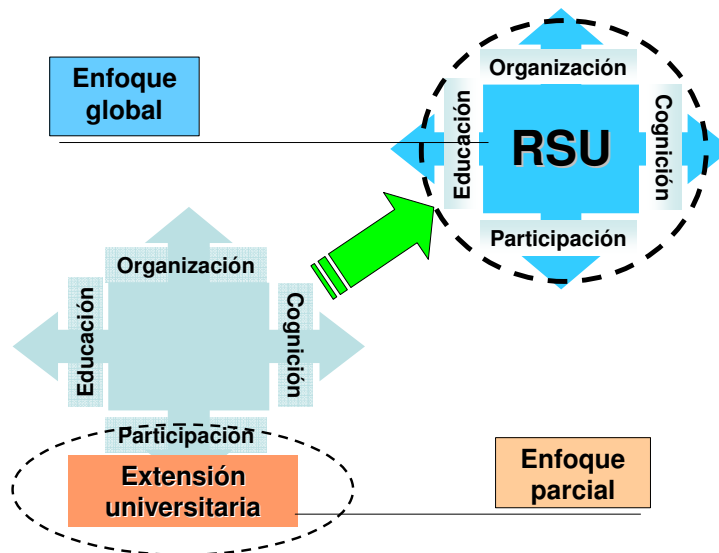 Enfoque
global
Organización
Educación
RSU
Cognición
Participación
Organización
Educación
Cognición
Participación
Extensión
universitaria
Enfoque
parcial